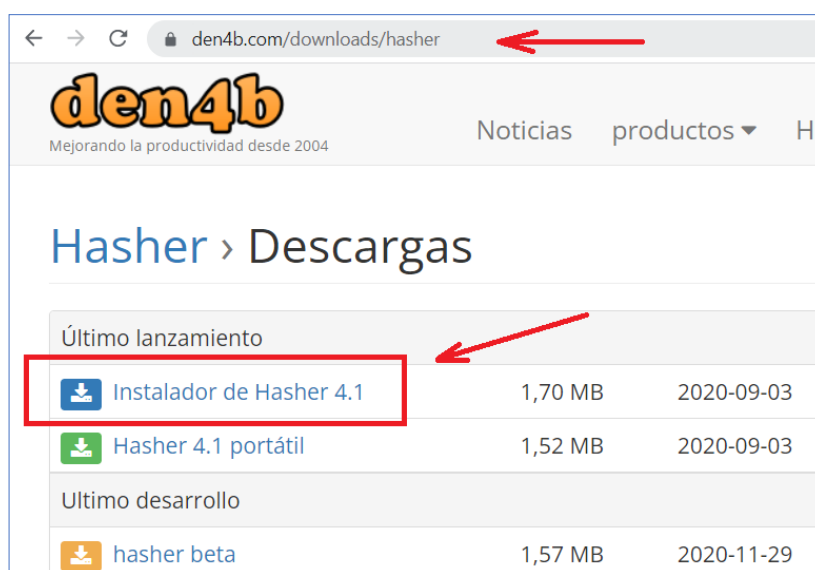 den4b.com/downloads/hasher
den4b
Mejorando la productividad desde 2004
Noticias productos H
Hasher › Descargas
Último lanzamiento
Instalador de Hasher 4.1 1,70 MB 2020-09-03
Hasher 4.1 portátil 1,52 MB 2020-09-03
Ultimo desarrollo
hasher beta 1,57 MB 2020-11-29